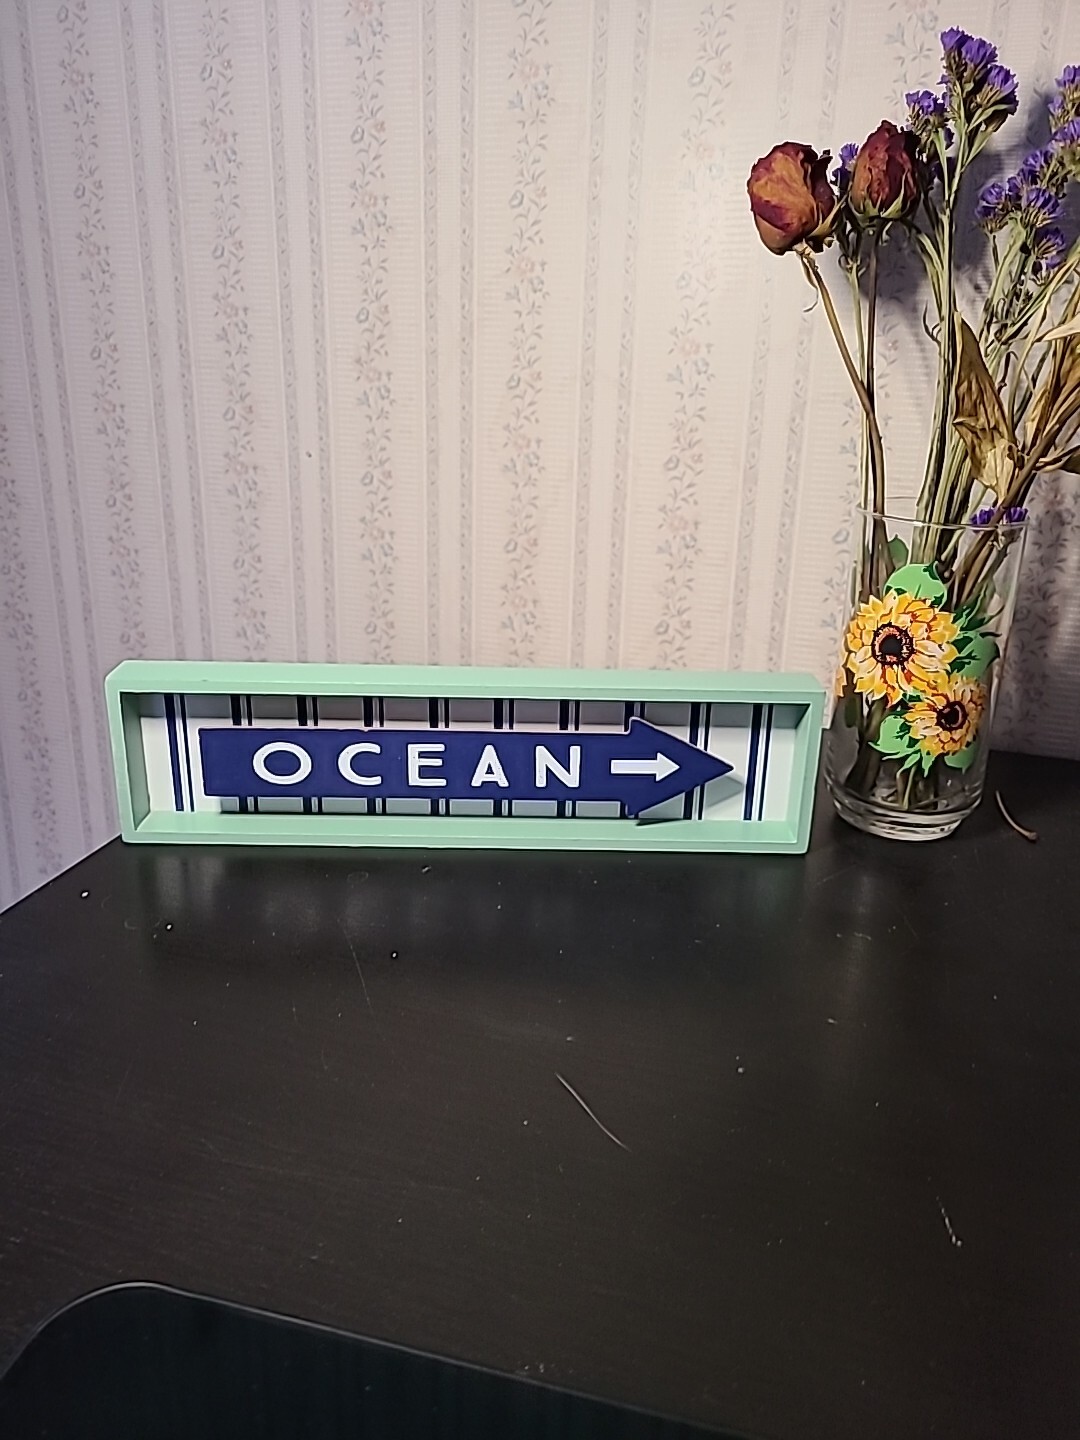 OCEAN →